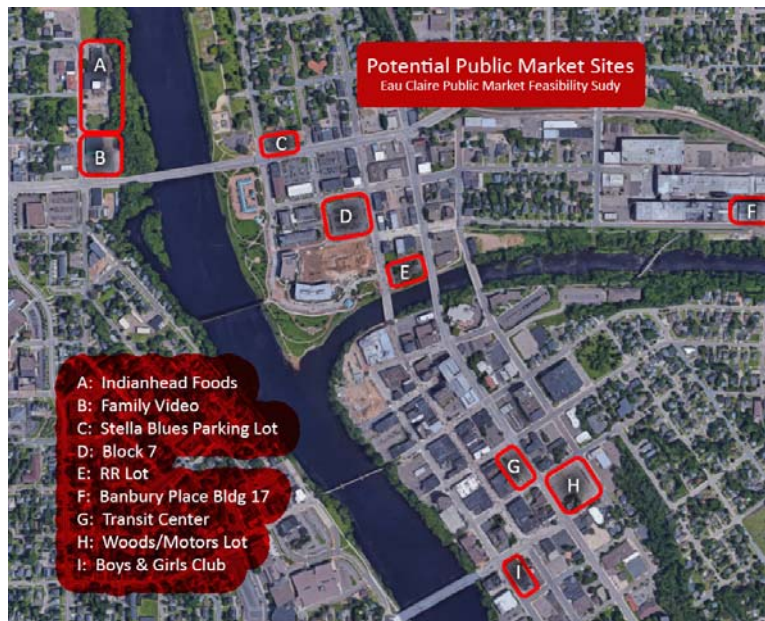 Potential Public Market Sites
Eau Claire Public Market Feasibility Sudy
A
B
C
D
F
E
G
H
I
A: Indianhead Foods
B: Family Video
C: Stella Blues Parking Lot
D: Block 7
E: RR Lot
F: Banbury Place Bldg 17
G: Transit Center
H: Woods/Motors Lot
I: Boys & Girls Club